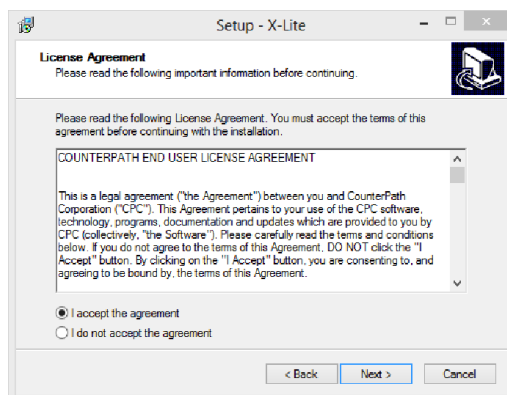 Setup - X-Lite
License Agreement
Please read the following important information before continuing.
Please read the following License Agreement. You must accept the terms of this
agreement before continuing with the installation.
COUNTERPATH END USER LICENSE AGREEMENT
This is a legal agreement ("the Agreement") between you and CounterPath
Corporation ("CPC"). This Agreement pertains to your use of the CPC software,
technology, programs, documentation and updates which are provided to you by
CPC (collectively, "the Software"). Please carefully read the terms and conditions
below. If you do not agree to the terms of this Agreement, DO NOT click the "I
Accept" button. By clicking on the "I Accept" button, you are consenting to, and
agreeing to be bound by, the terms of this Agreement.
I accept the agreement
I do not accept the agreement
< Back
Next >
Cancel